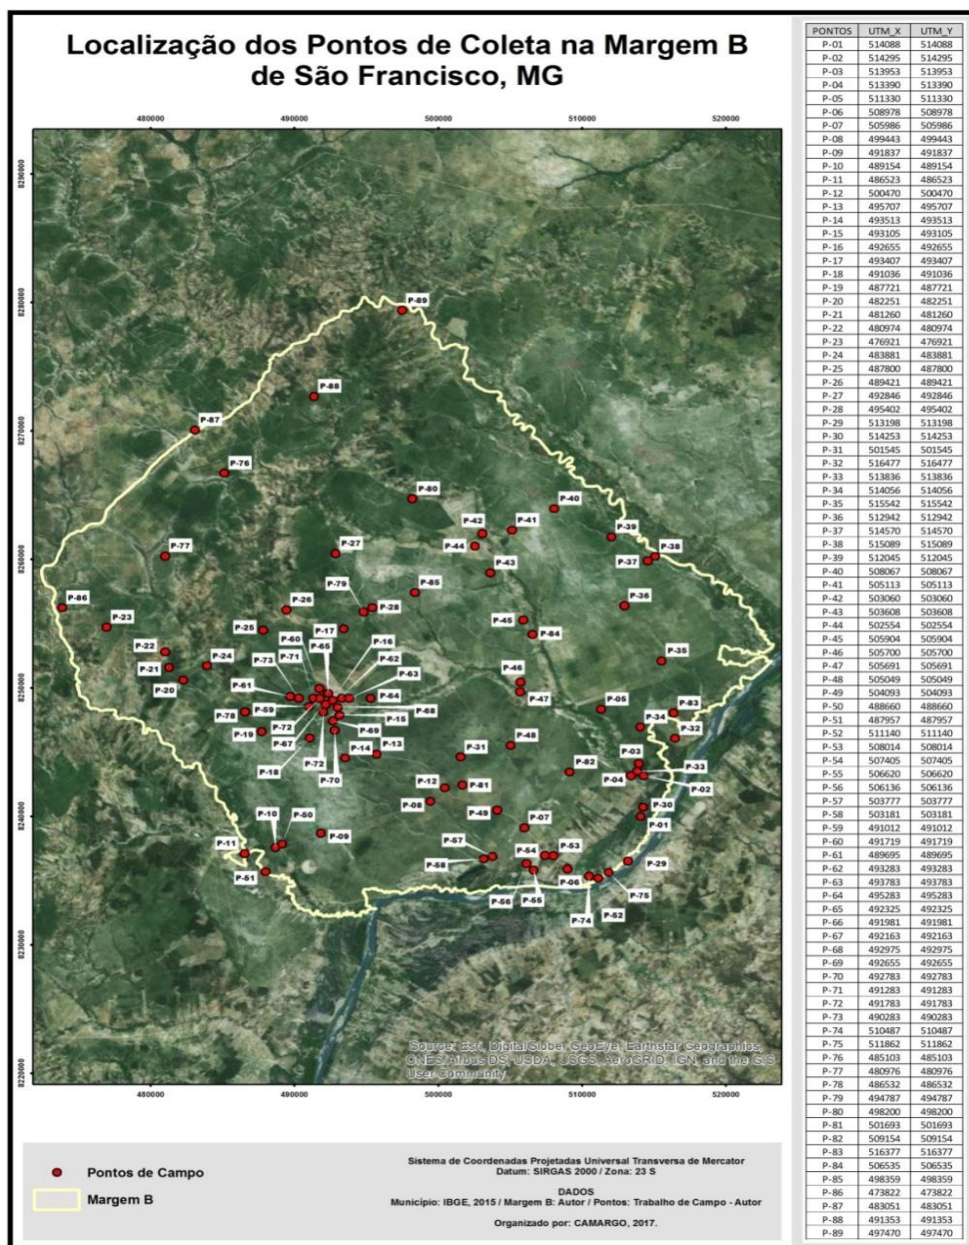 Localização dos Pontos de Coleta na Margem B
de São Francisco, MG
480000 490000 500000 510000 520000
8290000
8280000
8270000
8260000
8250000
8240000
8230000
8220000
P-89
P-88
P-87
P-76
P-80
P-40
P-42
P-41
P-39
P-44
P-38
P-27
P-77
P-37
P-43
P-79
P-85
P-86
P-26
P-28
P-36
P-23
P-25
P-17
P-45
P-16
P-60
P-65
P-84
P-22
P-62
P-24
P-73
P-71
P-63
P-35
P-21
P-46
P-20
P-61
P-64
P-47
P-05
P-83
P-78
P-59
P-68
P-34
P-15
P-32
P-19
P-72
P-69
P-48
P-67
P-13
P-14
P-31
P-03
P-18
P-72
P-82
P-33
P-70
P-04
P-02
P-12
P-81
P-08
P-30
P-10
P-50
P-49
P-07
P-01
P-09
P-57
P-54
P-53
P-11
P-58
P-29
P-51
P-06
P-75
P-56
P-55
P-52
P-74
Source: Esri, DigitalGlobe, GeoEye, Earthstar Geographics,
CNES/Airbus DS, USDA, USGS, AeroGRID, IGN, and the GIS
User Community
480000 490000 500000 510000 520000
Pontos de Campo
Margem B
Sistema de Coordenadas Projetadas Universal Transversa de Mercator
Datum: SIRGAS 2000 / Zona: 23 S
DADOS
Município: IBGE, 2015 / Margem B: Autor / Pontos: Trabalho de Campo - Autor
Organizado por: CAMARGO, 2017.
PONTOS UTM_X UTM_Y
P-01 514088 514088
P-02 514295 514295
P-03 513953 513953
P-04 513390 513390
P-05 511330 511330
P-06 508978 508978
P-07 505986 505986
P-08 499443 499443
P-09 491837 491837
P-10 489154 489154
P-11 486523 486523
P-12 500470 500470
P-13 495707 495707
P-14 493513 493513
P-15 493105 493105
P-16 492655 492655
P-17 493407 493407
P-18 491036 491036
P-19 487721 487721
P-20 482251 482251
P-21 481260 481260
P-22 480974 480974
P-23 476921 476921
P-24 483881 483881
P-25 487800 487800
P-26 489421 489421
P-27 492846 492846
P-28 495402 495402
P-29 513198 513198
P-30 514253 514253
P-31 501545 501545
P-32 516477 516477
P-33 513836 513836
P-34 514056 514056
P-35 515542 515542
P-36 512942 512942
P-37 514570 514570
P-38 515089 515089
P-39 512045 512045
P-40 508067 508067
P-41 505113 505113
P-42 503060 503060
P-43 503608 503608
P-44 502554 502554
P-45 505904 505904
P-46 505700 505700
P-47 505691 505691
P-48 505049 505049
P-49 504093 504093
P-50 488660 488660
P-51 487957 487957
P-52 511140 511140
P-53 508014 508014
P-54 507405 507405
P-55 506620 506620
P-56 506136 506136
P-57 503777 503777
P-58 503181 503181
P-59 491012 491012
P-60 491719 491719
P-61 489695 489695
P-62 493283 493283
P-63 493783 493783
P-64 495283 495283
P-65 492325 492325
P-66 491981 491981
P-67 492163 492163
P-68 492975 492975
P-69 492655 492655
P-70 492783 492783
P-71 491283 491283
P-72 491783 491783
P-73 490283 490283
P-74 510487 510487
P-75 511862 511862
P-76 485103 485103
P-77 480976 480976
P-78 486532 486532
P-79 494787 494787
P-80 498200 498200
P-81 501693 501693
P-82 509154 509154
P-83 516377 516377
P-84 506535 506535
P-85 498359 498359
P-86 473822 473822
P-87 483051 483051
P-88 491353 491353
P-89 497470 497470